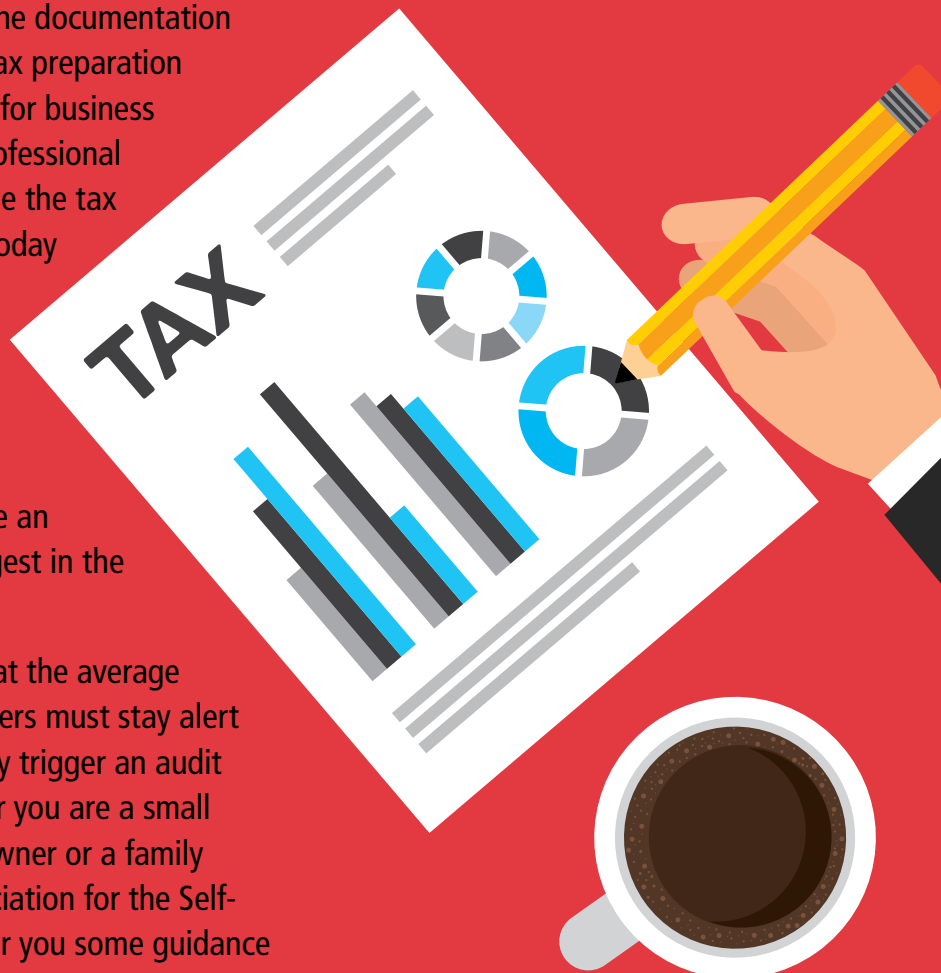 ne documentation
ax preparation
for business
ofessional
e the tax
oday
TAX
e an
gest in the
at the average
ers must stay alert
y trigger an audit
r you are a small
wner or a family
ciation for the Self-
r you some guidance